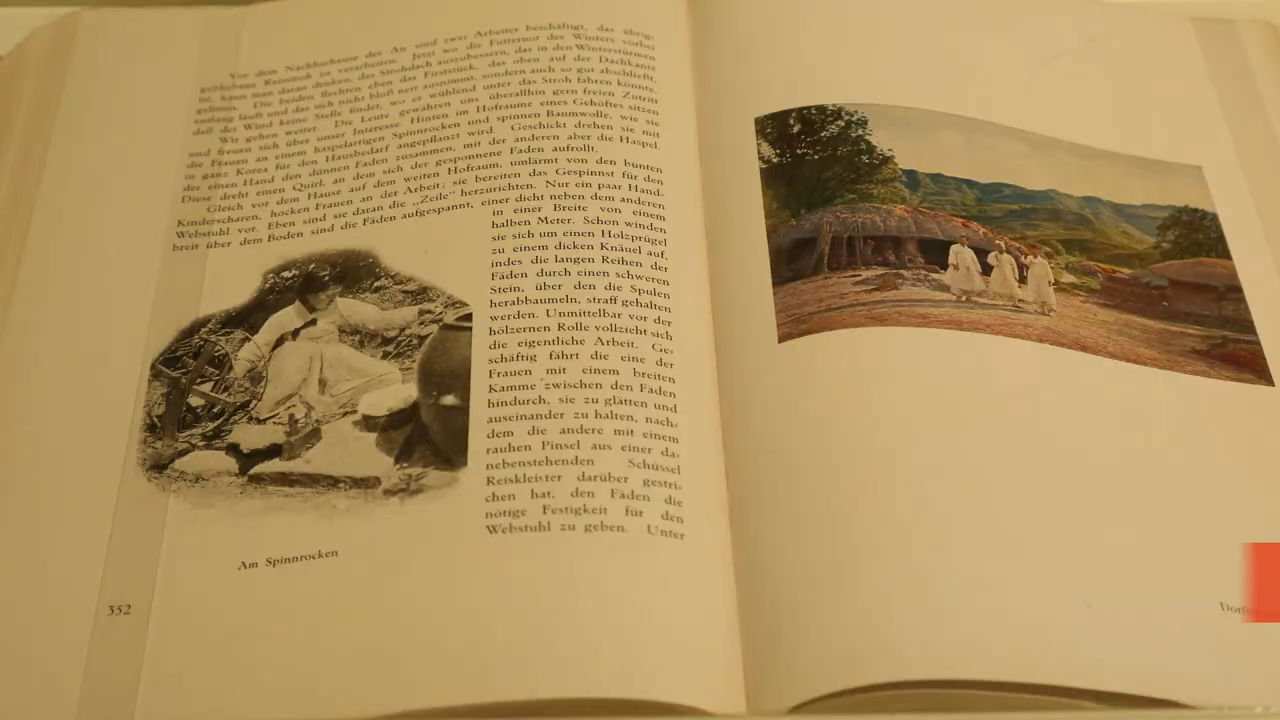 Vor dem Nachbarhause des An sind zwei Arbeiter beschäftigt, das übrig-
gebliebene Reisstroh zu verarbeiten. Jetzt wo die Futternot des Winters vorbei
ist, kann man daran denken, das Strohdach auszubessern, das in den Winterstürmen
gelitten. Die beiden flechten eben das Firststück, das oben auf der Dachkante
entlang läuft und das sich nicht bloß nett ausnimmt, sondern auch so gut abschließt,
daß der Wind keine Stelle findet, wo er wühlend unter das Stroh fahren könnte.
Wir gehen weiter. Die Leute gewähren uns überallhin gern freien Zutritt
und freuen sich über unser Interesse. Hinten im Hofraume eines Gehöftes sitzen
die Frauen an einem haspelartigen Spinnrocken und spinnen Baumwolle, wie sie
in ganz Korea für den Hausbedarf angepflanzt wird. Geschickt drehen sie mit
der einen Hand den dünnen Faden zusammen, mit der anderen aber die Haspel.
Diese dreht einen Quirl, an dem sich der gesponnene Faden aufrollt.
Gleich vor dem Hause auf dem weiten Hofraum, umlärmt von den bunten
Kinderscharen, hocken Frauen an der Arbeit; sie bereiten das Gespinnst für den
Webstuhl vor. Eben sind sie daran die „Zeile" herzurichten. Nur ein paar Hand-
breit über dem Boden sind die Fäden aufgespannt, einer dicht neben dem anderen
in einer Breite von einem
halben Meter. Schon winden
sie sich um einen Holzprügel
zu einem dicken Knäuel auf,
indes die langen Reihen der
Fäden durch einen schweren
Stein, über den die Spulen
herabbaumeln, straff gehalten
werden. Unmittelbar vor der
hölzernen Rolle vollzieht sich
die eigentliche Arbeit. Ge-
schäftig fährt die eine der
Frauen mit einem breiten
Kamme zwischen den Fäden
hindurch, sie zu glätten und
auseinander zu halten, nach-
dem die andere mit einem
rauhen Pinsel aus einer da-
nebenstehenden Schüssel
Reiskleister darüber gestri-
chen hat, den Fäden die
nötige Festigkeit für den
Webstuhl zu geben. Unter
Am Spinnrocken
352